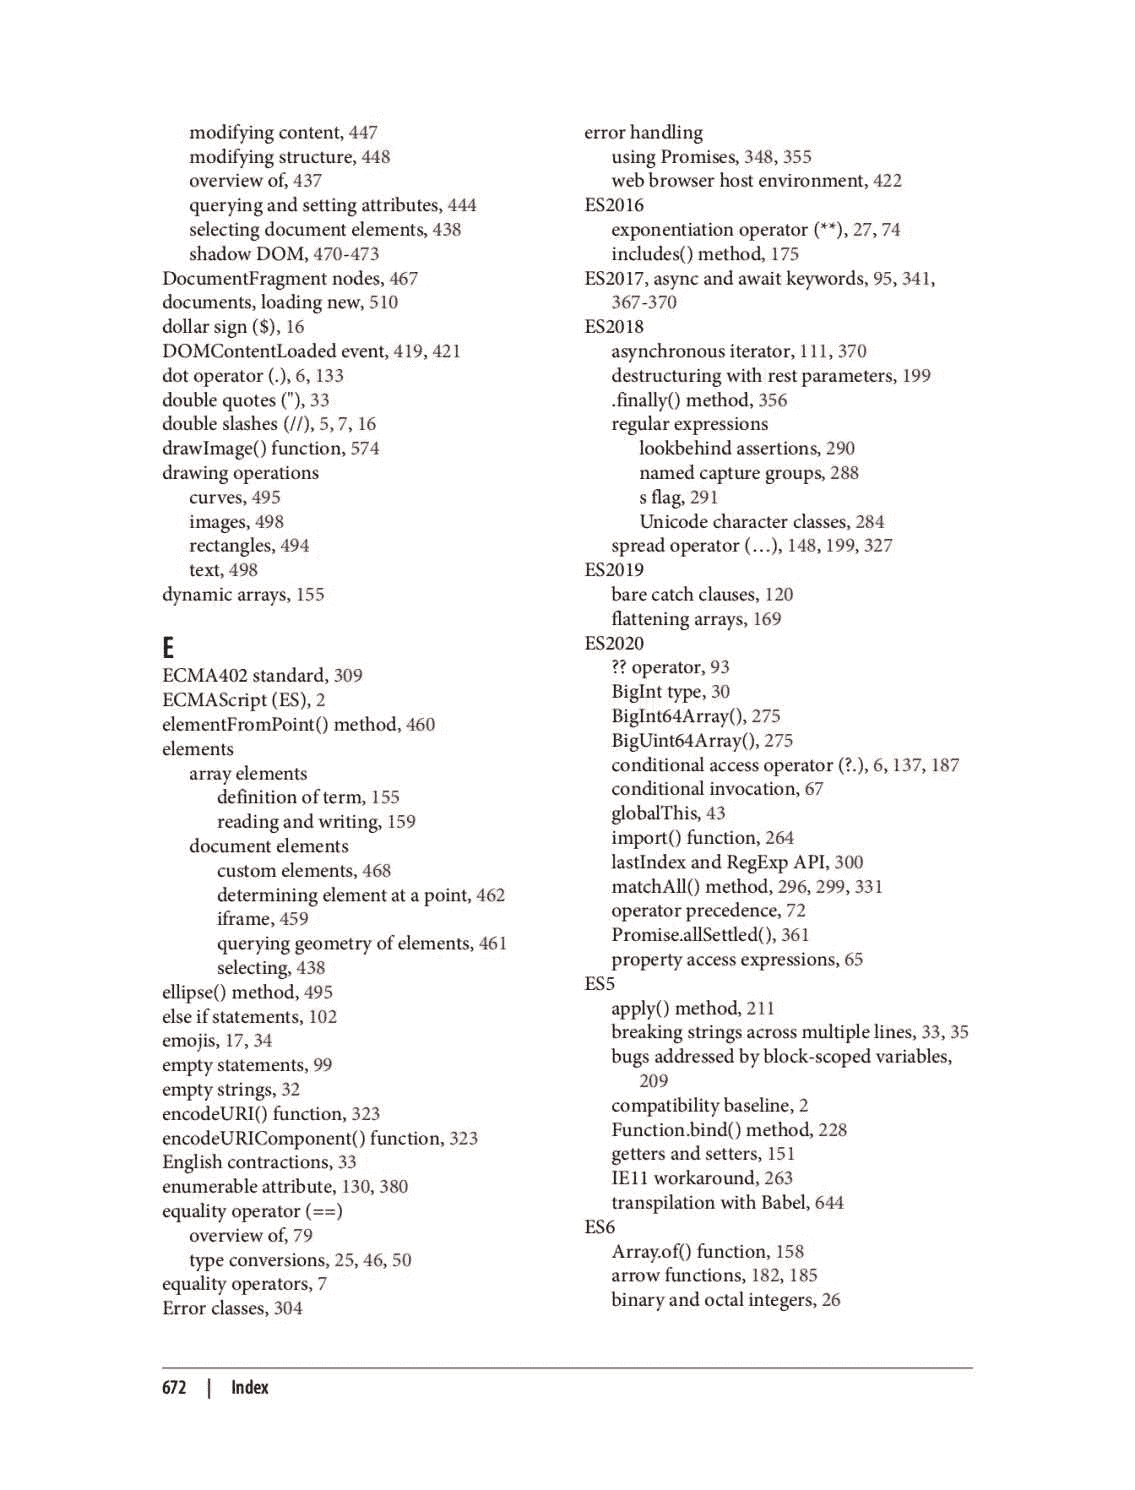 modifying content, 447
modifying structure, 448
overview of, 437
querying and setting attributes, 444
selecting document elements, 438
shadow DOM, 470-473
DocumentFragment nodes, 467
documents, loading new, 510
dollar sign ($), 16
DOMContentLoaded event, 419, 421
dot operator (.), 6, 133
double quotes ("), 33
double slashes (//), 5, 7, 16
drawImage() function, 574
drawing operations
curves, 495
images, 498
rectangles, 494
text, 498
dynamic arrays, 155
E
ECMA402 standard, 309
ECMAScript (ES), 2
elementFromPoint() method, 460
elements
array elements
definition of term, 155
reading and writing, 159
document elements
custom elements, 468
determining element at a point, 462
iframe, 459
querying geometry of elements, 461
selecting, 438
ellipse() method, 495
else if statements, 102
emojis, 17, 34
empty statements, 99
empty strings, 32
encodeURI() function, 323
encodeURIComponent() function, 323
English contractions, 33
enumerable attribute, 130, 380
equality operator (==)
overview of, 79
type conversions, 25, 46, 50
equality operators, 7
Error classes, 304
error handling
using Promises, 348, 355
web browser host environment, 422
ES2016
exponentiation operator (**), 27, 74
includes() method, 175
ES2017, async and await keywords, 95, 341,
367-370
ES2018
asynchronous iterator, 111, 370
destructuring with rest parameters, 199
.finally() method, 356
regular expressions
lookbehind assertions, 290
named capture groups, 288
s flag, 291
Unicode character classes, 284
spread operator (…), 148, 199, 327
ES2019
bare catch clauses, 120
flattening arrays, 169
ES2020
?? operator, 93
BigInt type, 30
BigInt64Array(), 275
BigUint64Array(), 275
conditional access operator (?.), 6, 137, 187
conditional invocation, 67
globalThis, 43
import() function, 264
lastIndex and RegExp API, 300
matchAll() method, 296, 299, 331
operator precedence, 72
Promise.allSettled(), 361
property access expressions, 65
ES5
apply() method, 211
breaking strings across multiple lines, 33, 35
bugs addressed by block-scoped variables,
209
compatibility baseline, 2
Function.bind() method, 228
getters and setters, 151
IE11 workaround, 263
transpilation with Babel, 644
ES6
Array.of() function, 158
arrow functions, 182, 185
binary and octal integers, 26
672 | Index